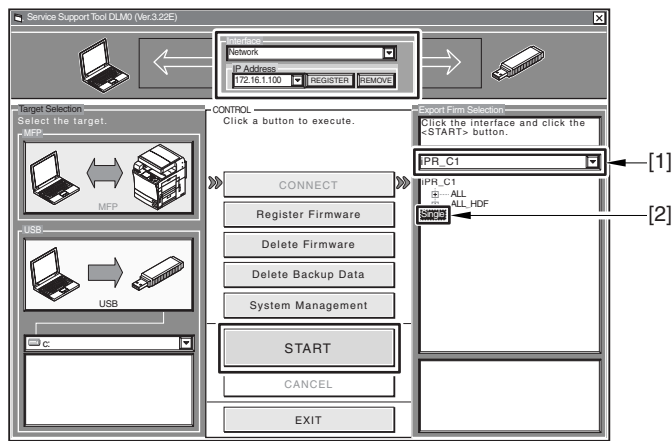 Service Support Tool DLM0 (Ver.3.22E)
Interface
Network
IP Address
172.16.1.100
REGISTER
REMOVE
Target Selection
Select the target.
MFP
MFP
USB
USB
c:
CONTROL
Click a button to execute.
CONNECT
Register Firmware
Delete Firmware
Delete Backup Data
System Management
START
CANCEL
EXIT
Export Firm Selection
Click the interface and click the
<START> button.
iPR_C1
iPR_C1
ALL
ALL_HDF
Single
[1]
[2]